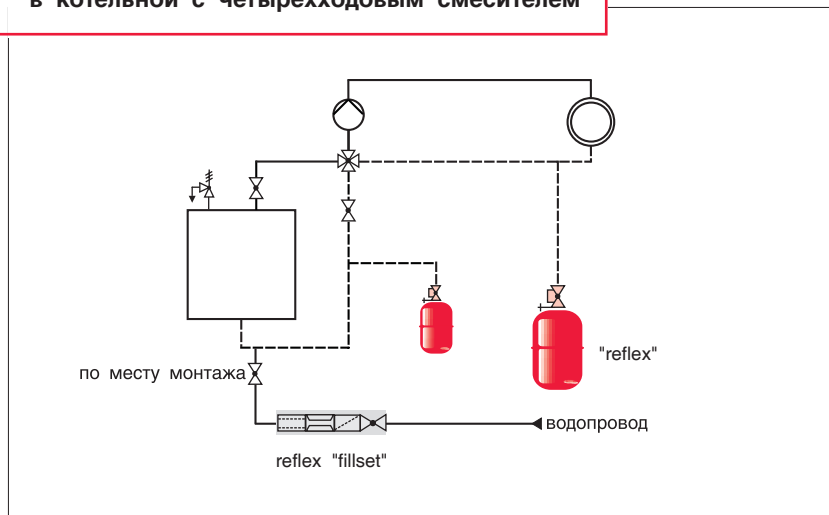 в котельной с четырехходовым смесителем
"reflex"
по месту монтажа
водопровод
reflex "fillset"